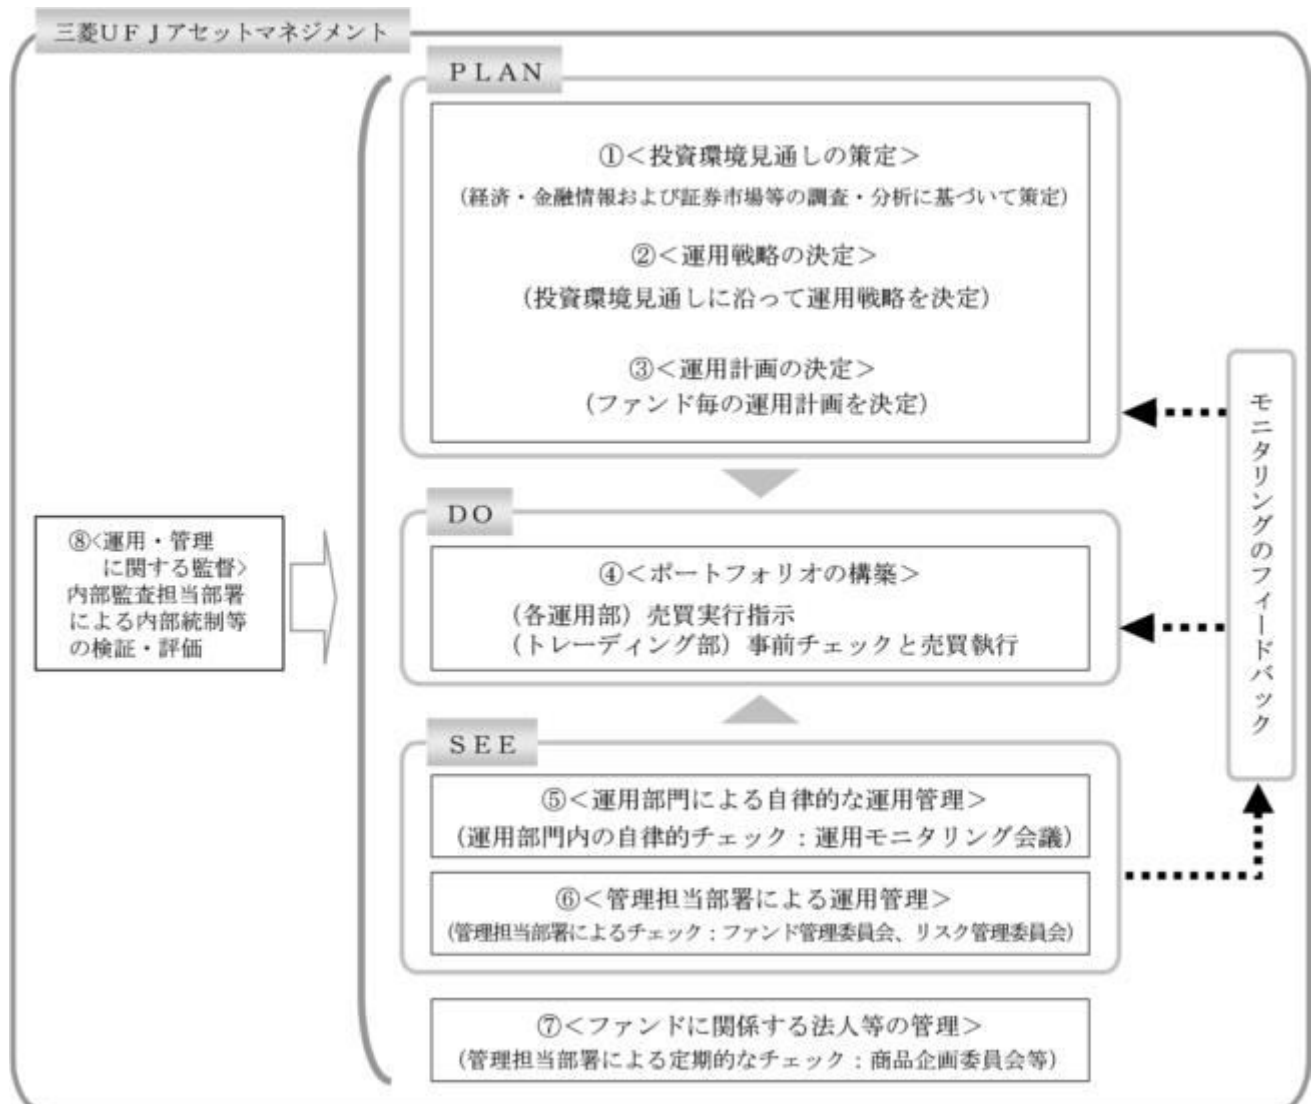 三菱ＵＦＪアセットマネジメント
ＰＬＡＮ
①＜投資環境見通しの策定＞
（経済・金融情報および証券市場等の調査・分析に基づいて策定）
②＜運用戦略の決定＞
（投資環境見通しに沿って運用戦略を決定）
③＜運用計画の決定＞
（ファンド毎の運用計画を決定）
ＤＯ
④＜ポートフォリオの構築＞
（各運用部）売買実行指示
（トレーディング部）事前チェックと売買執行
ＳＥＥ
⑤＜運用部門による自律的な運用管理＞
（運用部門内の自律的チェック：運用モニタリング会議）
⑥＜管理担当部署による運用管理＞
（管理担当部署によるチェック：ファンド管理委員会、リスク管理委員会）
⑦＜ファンドに関係する法人等の管理＞
（管理担当部署による定期的なチェック：商品企画委員会等）
⑧<運用・管理
に関する監督>
内部監査担当部署
による内部統制等
の検証・評価
モニタリングのフィードバック